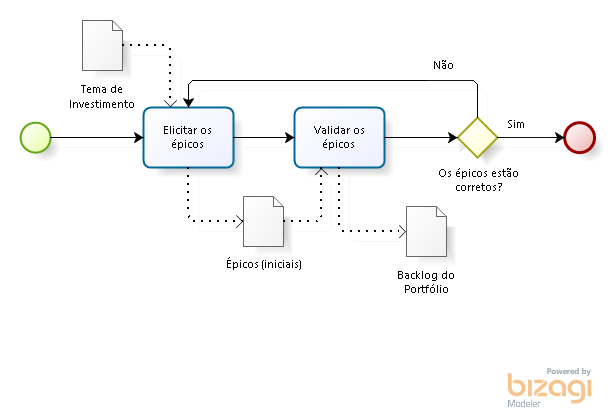 Tema de
Investimento
Não
Elicitar os
épicos
Validar os
épicos
Sim
Os épicos estão
corretos?
Épicos (iniciais)
Backlog do
Portfólio
Powered by
bizagi
Modeler